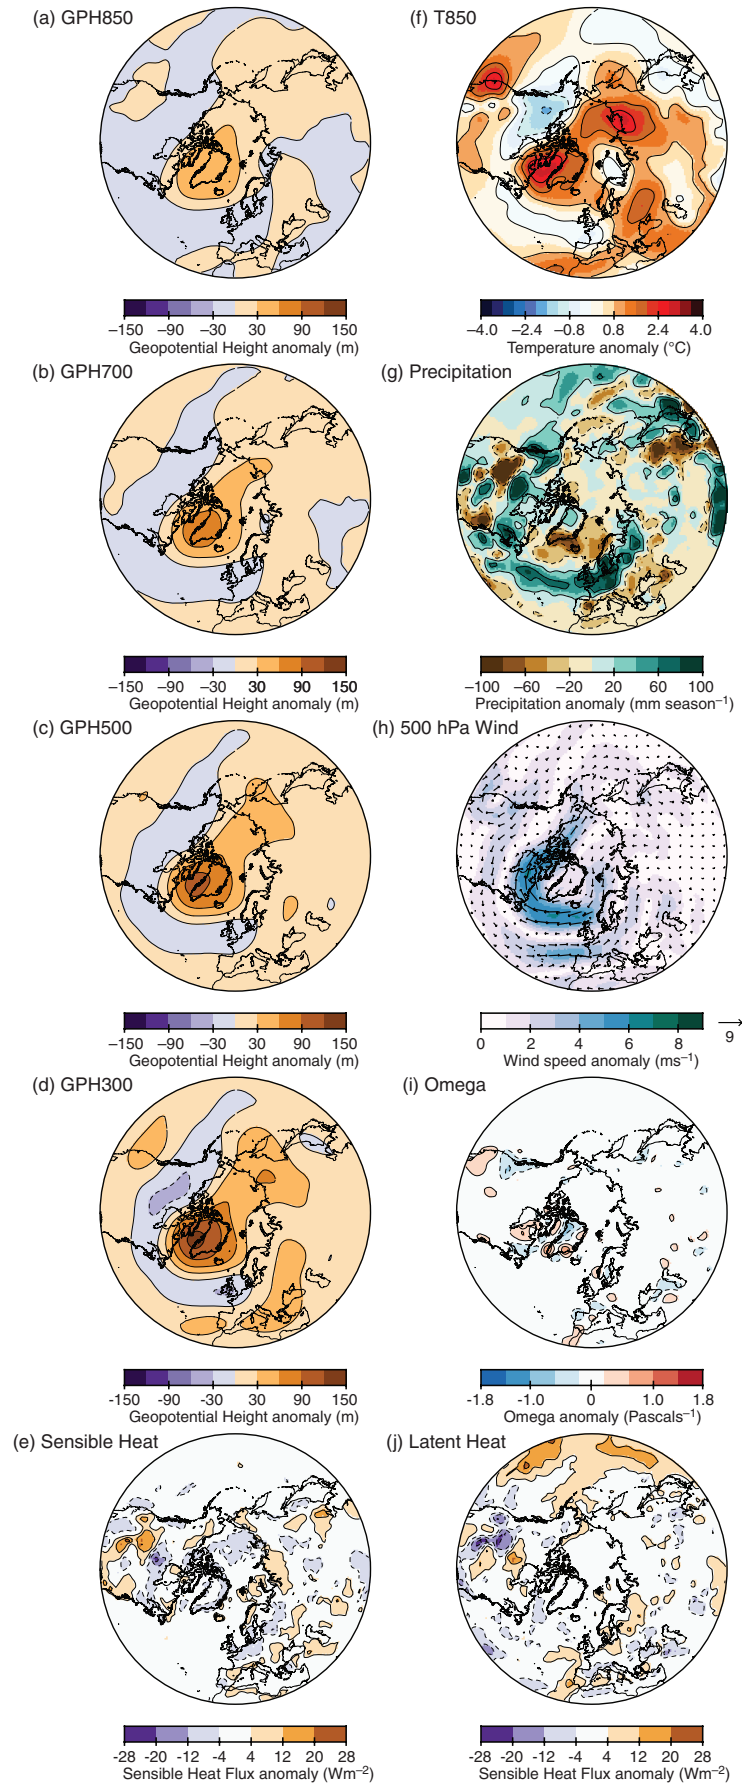 (a) GPH850
(f) T850
−150 −90 −30 30 90 150
Geopotential Height anomaly (m)
−4.0 −2.4 −0.8 0.8 2.4 4.0
Temperature anomaly (°C)
(b) GPH700
(g) Precipitation
−150 −90 −30 30 90 150
Geopotential Height anomaly (m)
−100 −60 −20 20 60 100
Precipitation anomaly (mm season⁻¹)
(c) GPH500
(h) 500 hPa Wind
−150 −90 −30 30 90 150
Geopotential Height anomaly (m)
0 2 4 6 8
9
Wind speed anomaly (ms⁻¹)
(d) GPH300
(i) Omega
−150 −90 −30 30 90 150
Geopotential Height anomaly (m)
-1.8 -1.0 0 1.0 1.8
Omega anomaly (Pascals⁻¹)
(e) Sensible Heat
(j) Latent Heat
-28 -20 -12 -4 4 12 20 28
Sensible Heat Flux anomaly (Wm⁻²)
-28 -20 -12 -4 4 12 20 28
Sensible Heat Flux anomaly (Wm⁻²)